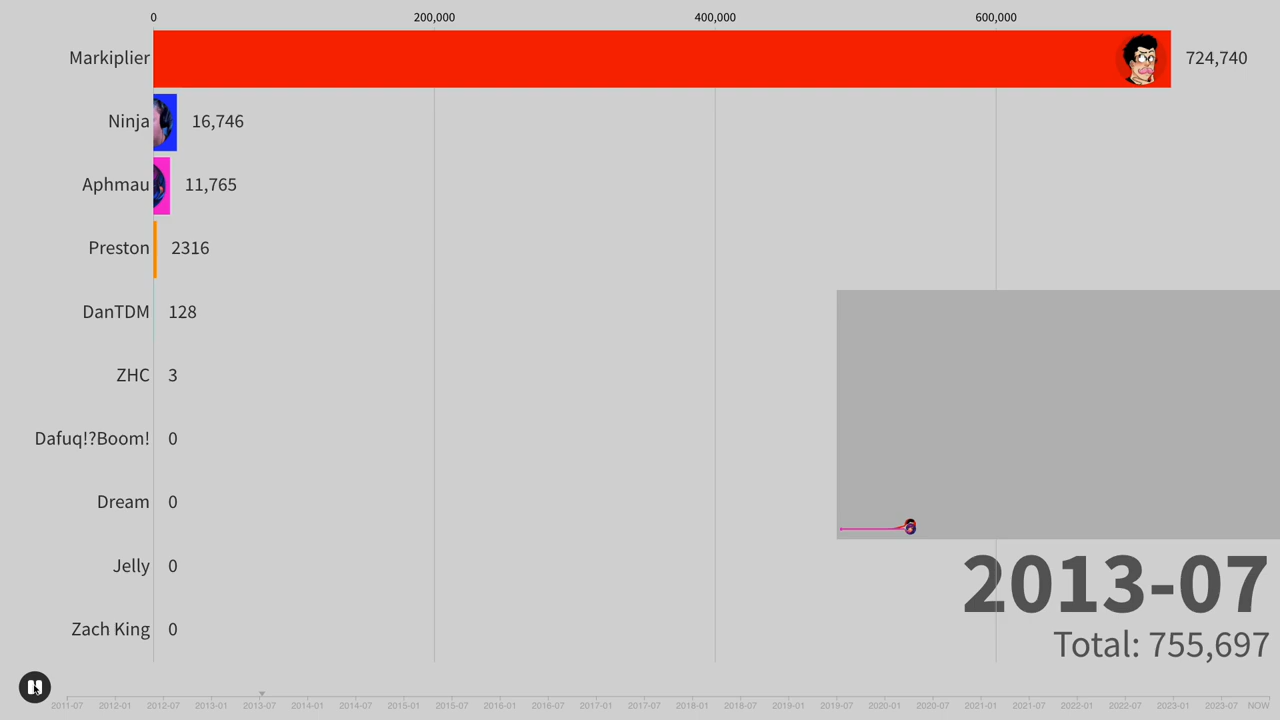 0 200,000 400,000 600,000
Markiplier 724,740
Ninja 16,746
Aphmau 11,765
Preston 2316
DanTDM 128
ZHC 3
Dafuq!?Boom! 0
Dream 0
Jelly 0
Zach King 0
2013-07
Total: 755,697
2011-07 2012-01 2012-07 2013-01 2013-07 2014-01 2014-07 2015-01 2015-07 2016-01 2016-07 2017-01 2017-07 2018-01 2018-07 2019-01 2019-07 2020-01 2020-07 2021-01 2021-07 2022-01 2022-07 2023-01 2023-07 NOW